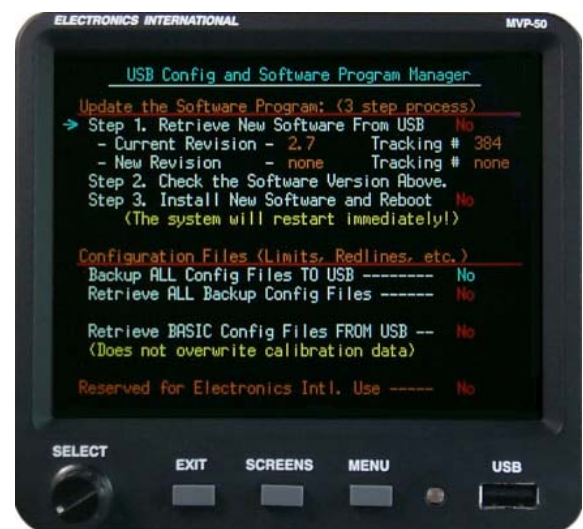 ELECTRONICS INTERNATIONAL MVP-50
USB Config and Software Program Manager
Update the Software Program: (3 step process)
Step 1. Retrieve New Software From USB No
- Current Revision - 2.7 Tracking # 384
- New Revision - none Tracking # none
Step 2. Check the Software Version Above.
Step 3. Install New Software and Reboot No
(The system will restart immediately!)
Configuration Files (Limits, Redlines, etc.)
Backup ALL Config Files TO USB -------- No
Retrieve ALL Backup Config Files ------ No
Retrieve BASIC Config Files FROM USB -- No
(Does not overwrite calibration data)
Reserved for Electronics Intl. Use ----- No
SELECT EXIT SCREENS MENU USB